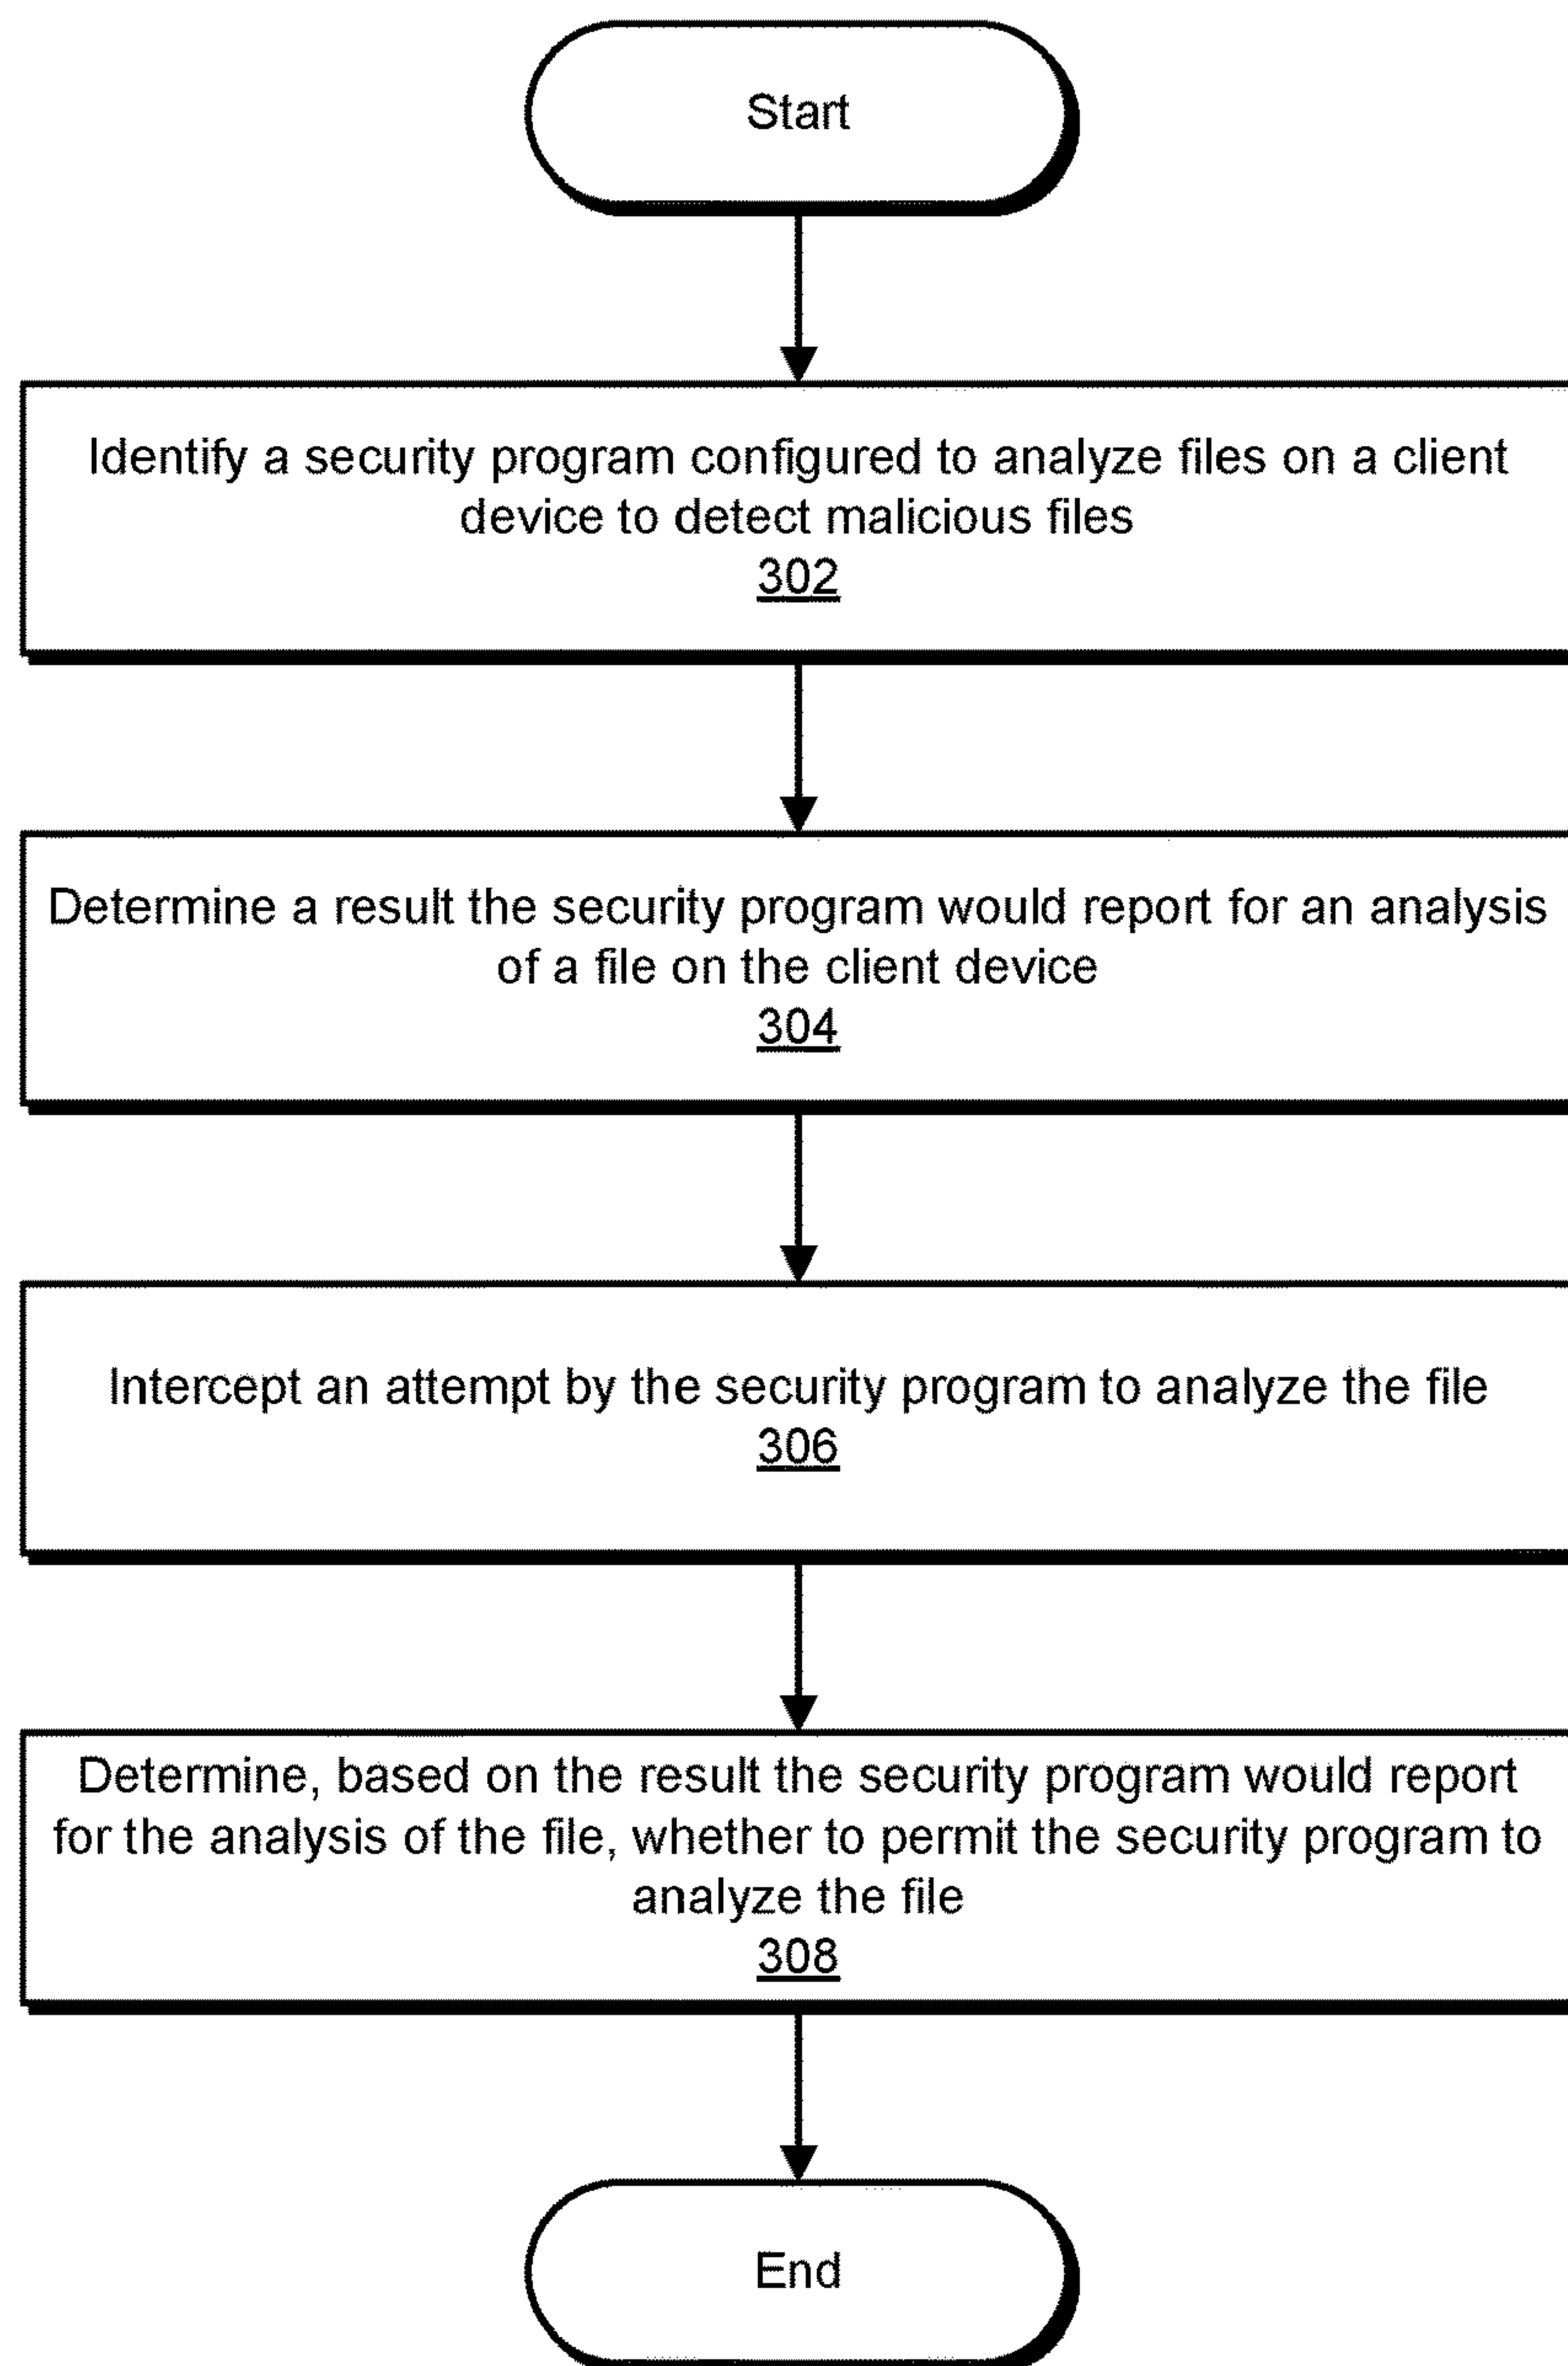 Start
Identify a security program configured to analyze files on a client
device to detect malicious files
302
Determine a result the security program would report for an analysis
of a file on the client device
304
Intercept an attempt by the security program to analyze the file
306
Determine, based on the result the security program would report
for the analysis of the file, whether to permit the security program to
analyze the file
308
End